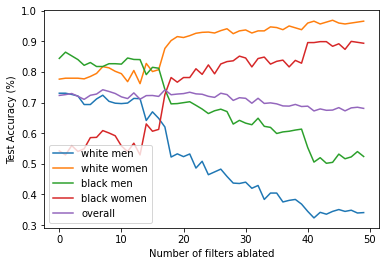 1.0
0.9
0.8
0.7
0.6
0.5
0.4
0.3
Test Accuracy (%)
white men
white women
black men
black women
overall
0 10 20 30 40 50
Number of filters ablated